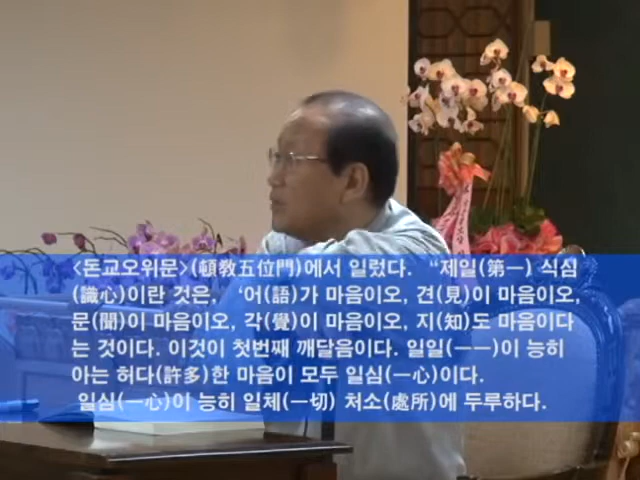 <돈교오위문>(頓敎五位門)에서 일렀다. “제일(第一) 식심
(識心)이란 것은, ‘어(語)가 마음이오, 견(見)이 마음이오,
문(聞)이 마음이오, 각(覺)이 마음이오, 지(知)도 마음이다
는 것이다. 이것이 첫번째 깨달음이다. 일일(一一)이 능히
아는 허다(許多)한 마음이 모두 일심(一心)이다.
일심(一心)이 능히 일체(一切) 처소(處所)에 두루하다.